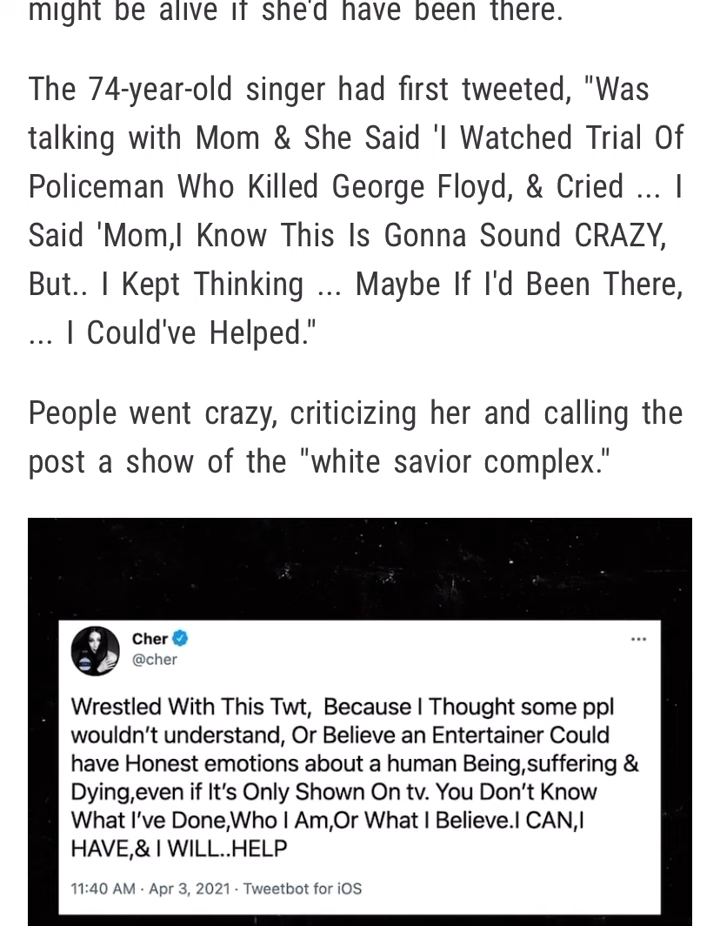 might be alive if she'd have been there.
The 74-year-old singer had first tweeted, "Was
talking with Mom & She Said 'I Watched Trial Of
Policeman Who Killed George Floyd, & Cried ... I
Said 'Mom,I Know This Is Gonna Sound CRAZY,
But.. I Kept Thinking ... Maybe If I'd Been There,
... I Could've Helped."
People went crazy, criticizing her and calling the
post a show of the "white savior complex."
Cher
@cher
Wrestled With This Twt, Because I Thought some ppl
wouldn't understand, Or Believe an Entertainer Could
have Honest emotions about a human Being,suffering &
Dying,even if It's Only Shown On tv. You Don't Know
What I've Done,Who I Am,Or What I Believe.I CAN,I
HAVE,& I WILL..HELP
11:40 AM · Apr 3, 2021 · Tweetbot for iOS